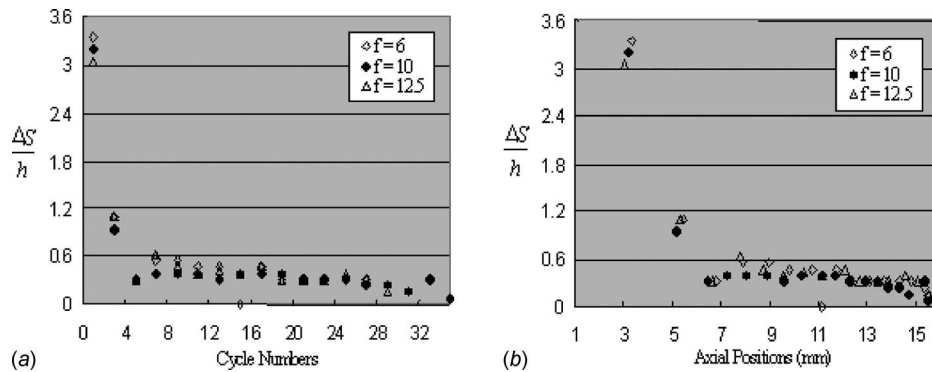 3.6
3
2.4
1.8
1.2
0.6
0
ΔS
h
f = 6
f = 10
f = 12.5
0 4 8 12 16 20 24 28 32
Cycle Numbers
(a)
3.6
3
2.4
1.8
1.2
0.6
0
ΔS
h
f = 6
f = 10
f = 12.5
1 3 5 7 9 11 13 15
Axial Positions (mm)
(b)